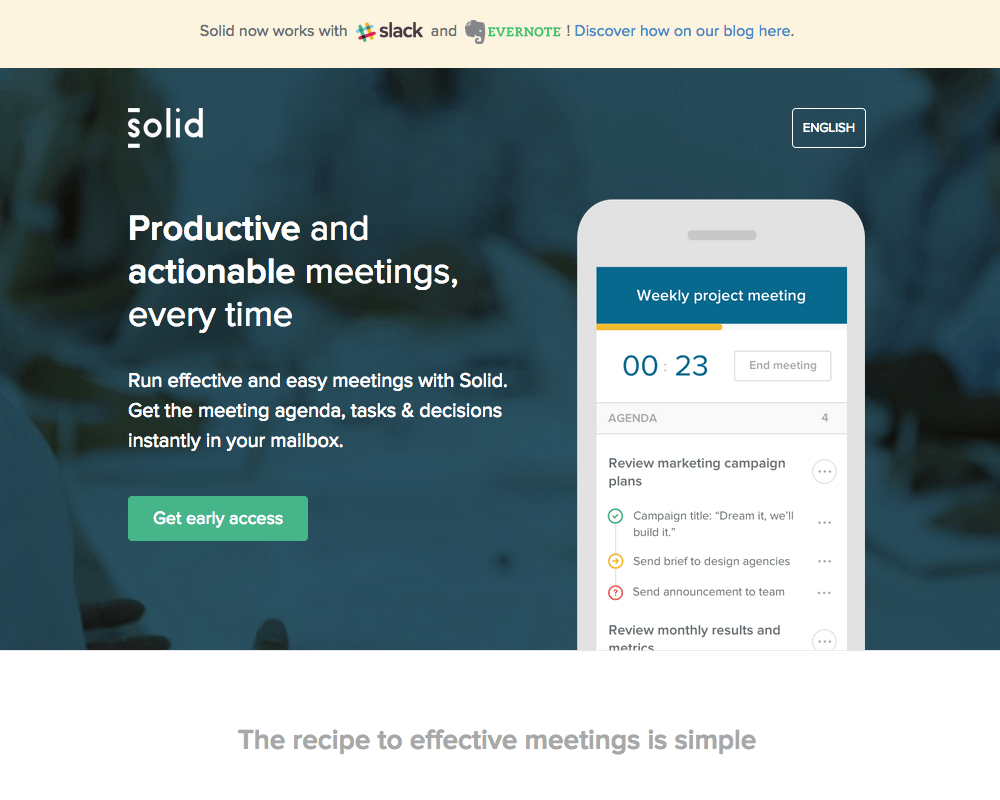 Solid now works with slack and EVERNOTE ! Discover how on our blog here.
solid
ENGLISH
Productive and
actionable meetings,
every time
Run effective and easy meetings with Solid.
Get the meeting agenda, tasks & decisions
instantly in your mailbox.
Get early access
Weekly project meeting
00 : 23
End meeting
AGENDA 4
Review marketing campaign
plans
Campaign title: “Dream it, we’ll
build it.”
Send brief to design agencies
? Send announcement to team
Review monthly results and
metrics
The recipe to effective meetings is simple